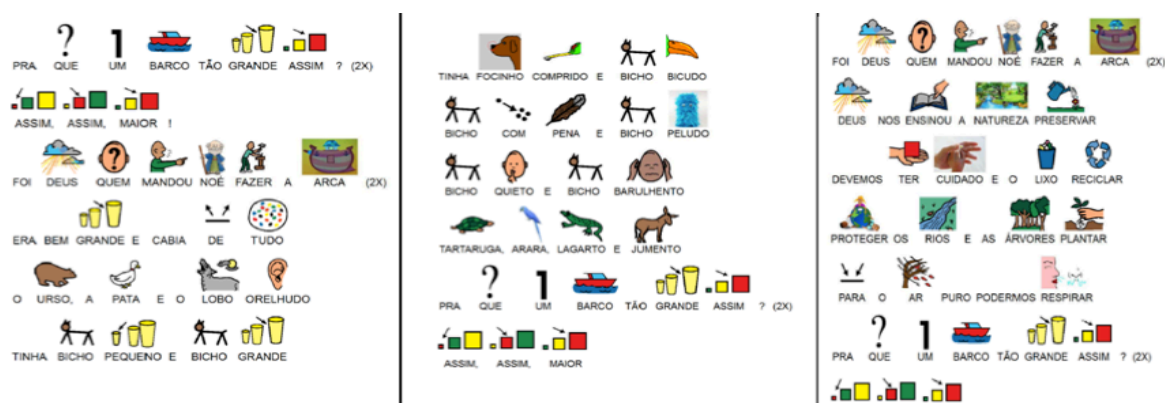 PRA QUE UM BARCO TÃO GRANDE ASSIM ? (2X)
ASSIM, ASSIM, MAIOR !
FOI DEUS QUEM MANDOU NOÉ FAZER A ARCA (2X)
ERA BEM GRANDE E CABIA DE TUDO
O URSO, A PATA E O LOBO ORELHUDO
TINHA BICHO PEQUENO E BICHO GRANDE
TINHA FOCINHO COMPRIDO E BICHO BICUDO
BICHO COM PENA E BICHO PELUDO
BICHO QUIETO E BICHO BARULHENTO
TARTARUGA, ARARA, LAGARTO E JUMENTO
PRA QUE UM BARCO TÃO GRANDE ASSIM ? (2X)
ASSIM, ASSIM, MAIOR
FOI DEUS QUEM MANDOU NOÉ FAZER A ARCA (2X)
DEUS NOS ENSINOU A NATUREZA PRESERVAR
DEVEMOS TER CUIDADO E O LIXO RECICLAR
PROTEGER OS RIOS E AS ÁRVORES PLANTAR
PARA O AR PURO PODERMOS RESPIRAR
PRA QUE UM BARCO TÃO GRANDE ASSIM ? (2X)